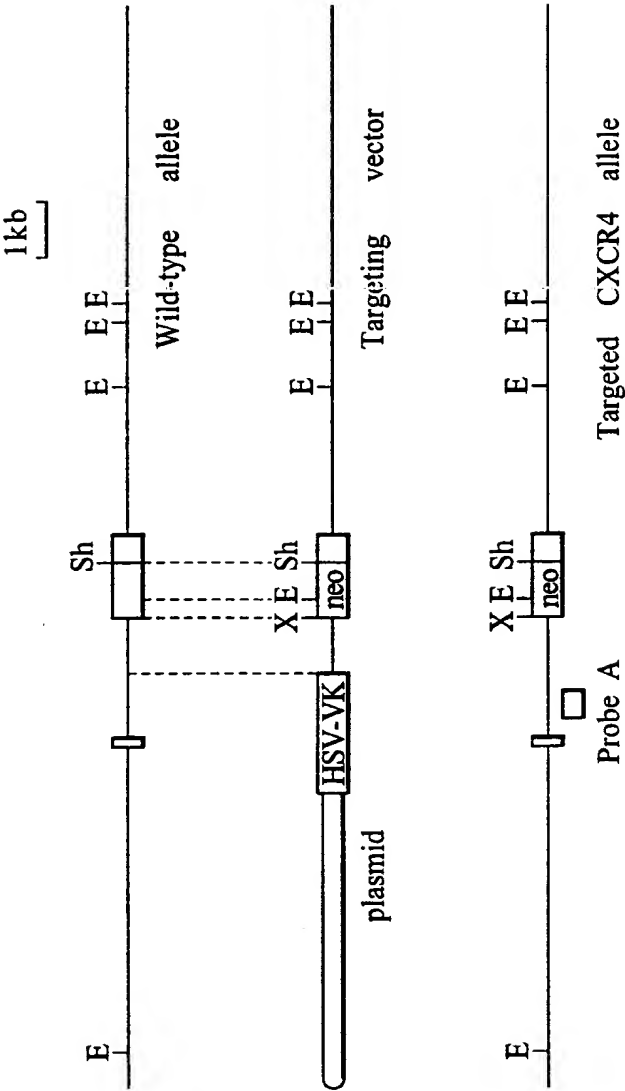 1kb
E Sh E E E
Wild-type allele
X E Sh E E E
HSV-VK neo
plasmid Targeting vector
E X E Sh E E E
neo
Probe A Targeted CXCR4 allele